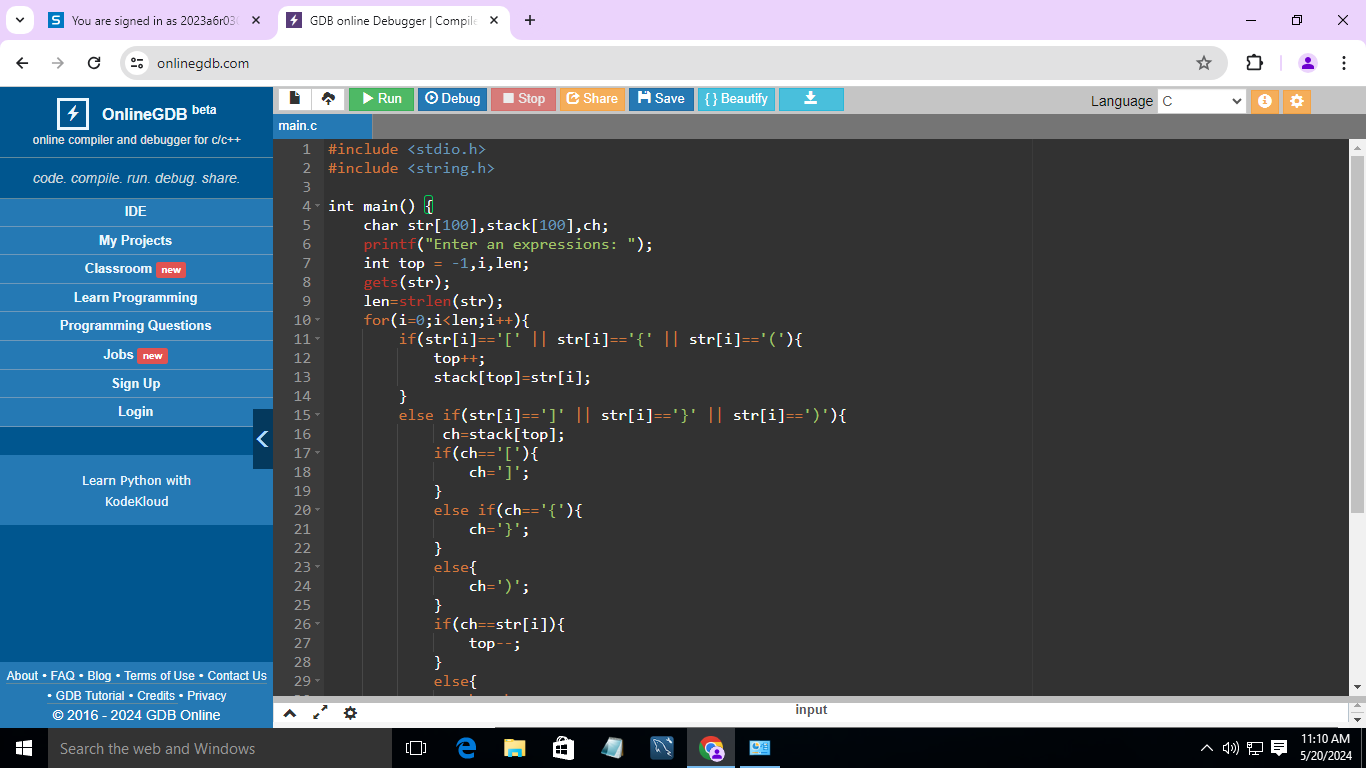 You are signed in as 2023a6r03
GDB online Debugger | Compile
onlinegdb.com
OnlineGDB beta
online compiler and debugger for c/c++
code. compile. run. debug. share.
IDE
My Projects
Classroom new
Learn Programming
Programming Questions
Jobs new
Sign Up
Login
Learn Python with
KodeKloud
About • FAQ • Blog • Terms of Use • Contact Us
• GDB Tutorial • Credits • Privacy
© 2016 - 2024 GDB Online
Run Debug Stop Share Save { } Beautify Language C
main.c
1 #include <stdio.h>
2 #include <string.h>
3
4 int main() {
5 char str[100],stack[100],ch;
6 printf("Enter an expressions: ");
7 int top = -1,i,len;
8 gets(str);
9 len=strlen(str);
10 for(i=0;i<len;i++){
11 if(str[i]=='[' || str[i]=='{' || str[i]=='('){
12 top++;
13 stack[top]=str[i];
14 }
15 else if(str[i]==']' || str[i]=='}' || str[i]==')'){
16 ch=stack[top];
17 if(ch=='['){
18 ch=']';
19 }
20 else if(ch=='{'){
21 ch='}';
22 }
23 else{
24 ch=')';
25 }
26 if(ch==str[i]){
27 top--;
28 }
29 else{
input
Search the web and Windows
11:10 AM
5/20/2024